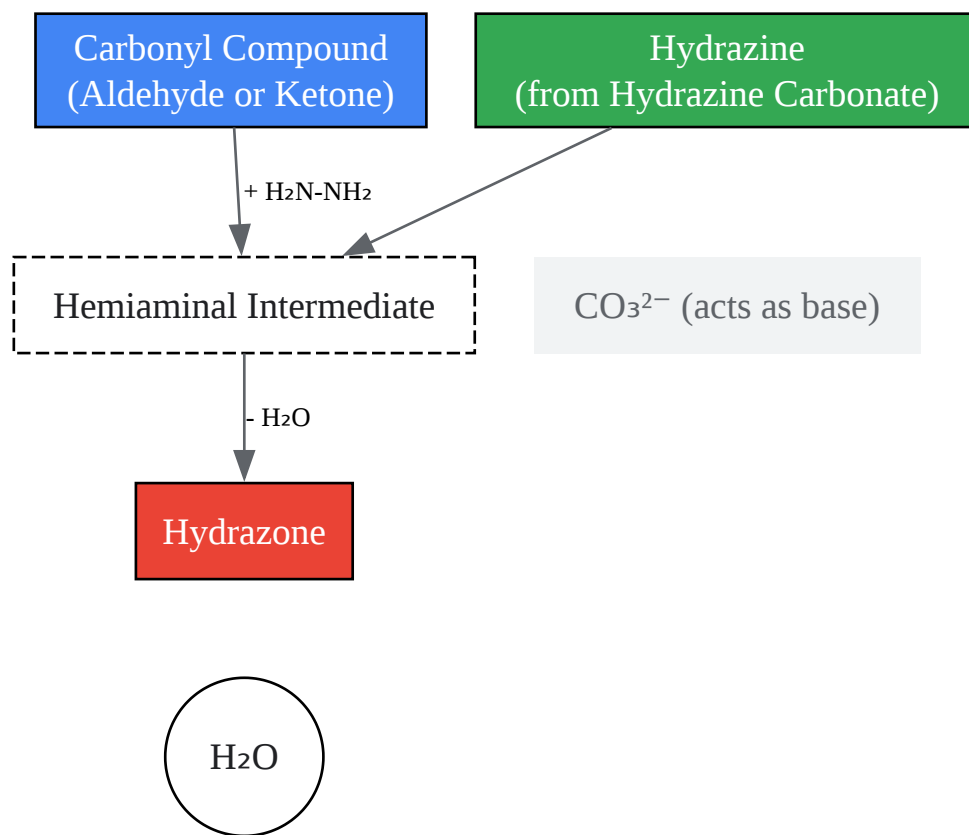 Carbonyl Compound
(Aldehyde or Ketone)
Hydrazine
(from Hydrazine Carbonate)
+ H₂N-NH₂
Hemiaminal Intermediate
CO₃²⁻ (acts as base)
- H₂O
Hydrazone
H₂O